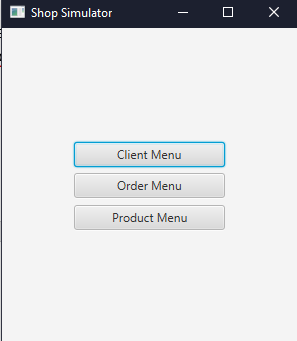 Shop Simulator
Client Menu
Order Menu
Product Menu